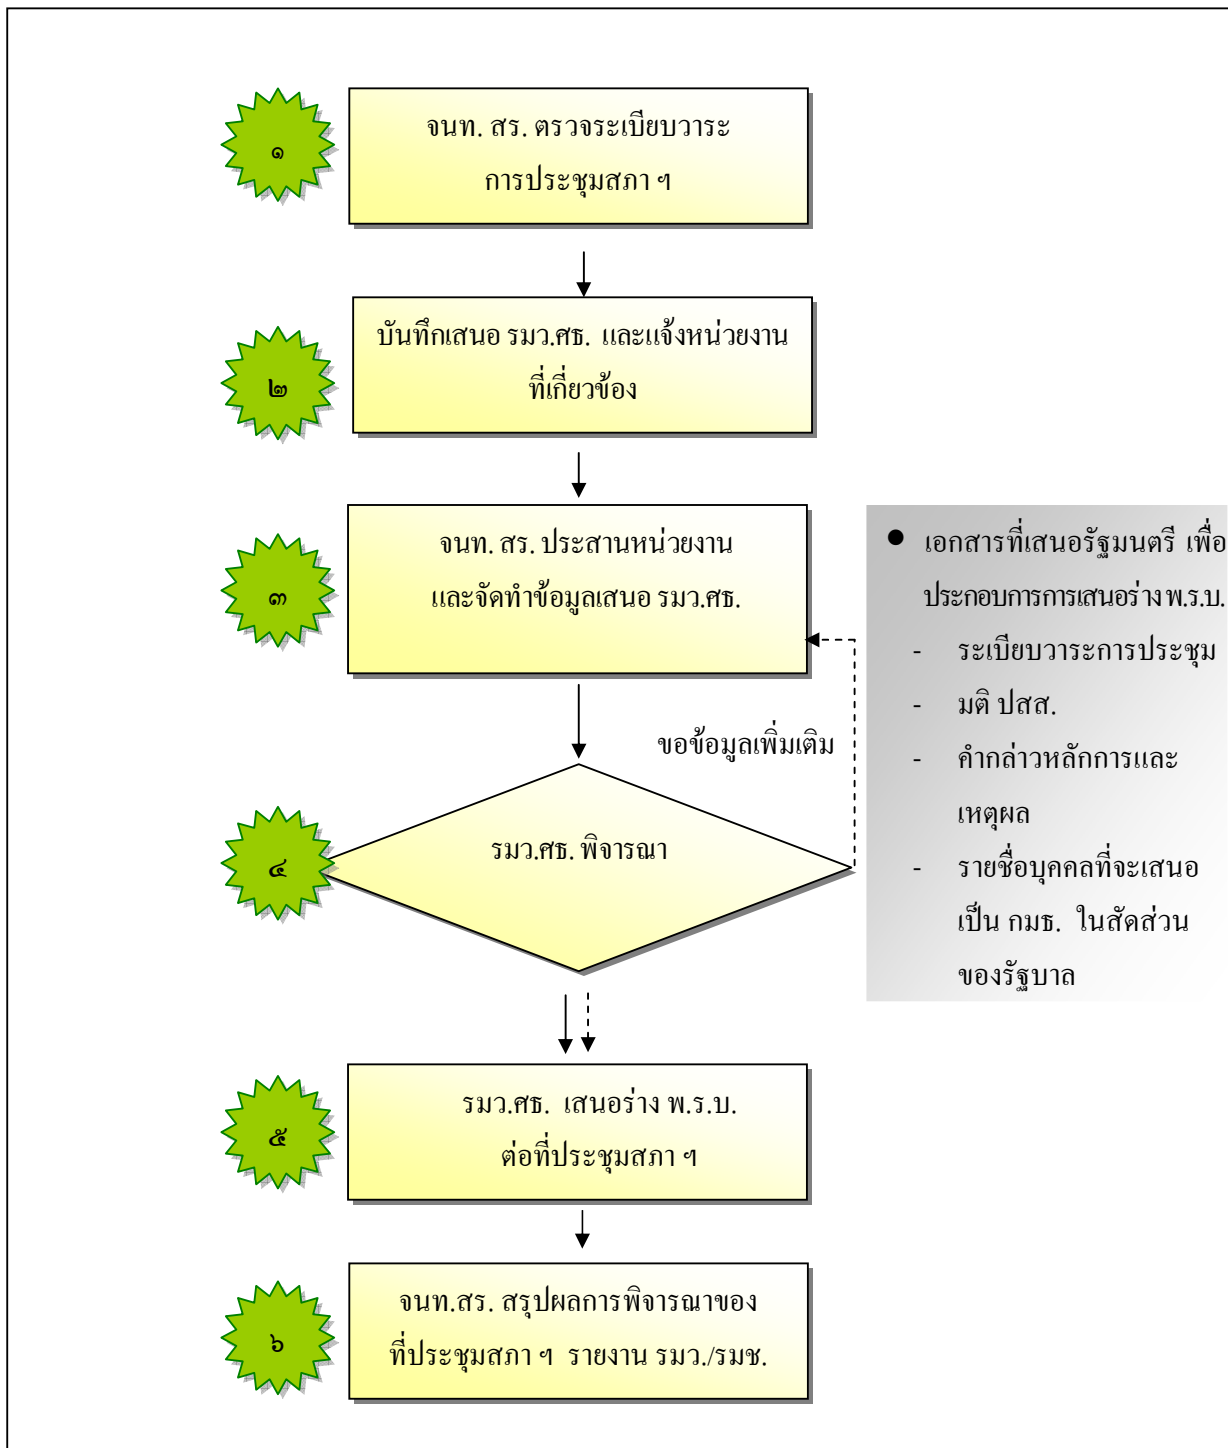 ๑
จนท. สร. ตรวจระเบียบวาระ
การประชุมสภา ฯ
๒
บันทึกเสนอ รมว.ศธ. และแจ้งหน่วยงาน
ที่เกี่ยวข้อง
๓
จนท. สร. ประสานหน่วยงาน
และจัดทำข้อมูลเสนอ รมว.ศธ.
ขอข้อมูลเพิ่มเติม
๔
รมว.ศธ. พิจารณา
● เอกสารที่เสนอรัฐมนตรี เพื่อ
ประกอบการการเสนอร่าง พ.ร.บ.
- ระเบียบวาระการประชุม
- มติ ปสส.
- คำกล่าวหลักการและ
เหตุผล
- รายชื่อบุคคลที่จะเสนอ
เป็น กมธ. ในสัดส่วน
ของรัฐบาล
๕
รมว.ศธ. เสนอร่าง พ.ร.บ.
ต่อที่ประชุมสภา ฯ
๖
จนท.สร. สรุปผลการพิจารณาของ
ที่ประชุมสภา ฯ รายงาน รมว./รมช.